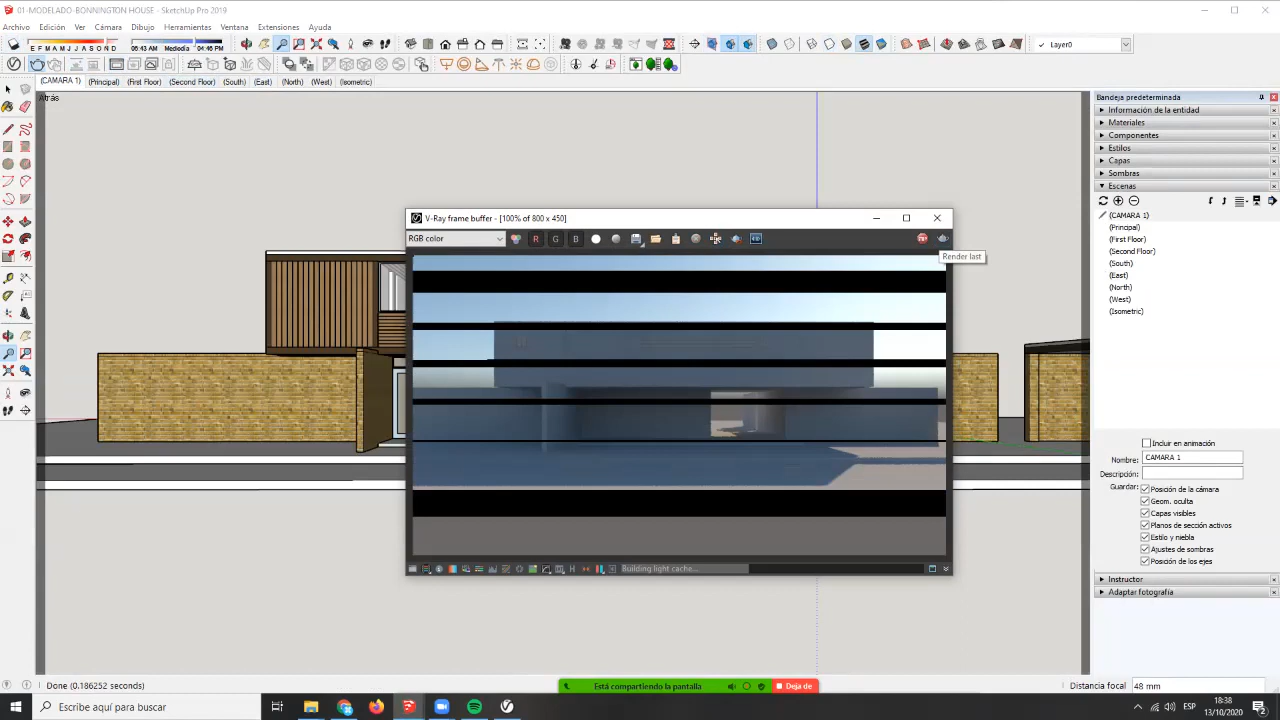 01-MODELADO-BONNINGTON HOUSE - SketchUp Pro 2019
Archivo Edición Ver Cámara Dibujo Herramientas Ventana Extensiones Ayuda
E F M A M J J A S O N D 06:43 AM Mediodía 04:46 PM
Layer0
(CAMARA 1) (Principal) (First Floor) (Second Floor) (South) (East) (North) (West) (Isometric)
Atrás
Bandeja predeterminada
Información de la entidad
Materiales
Componentes
Estilos
Capas
Sombras
Escenas
(CAMARA 1)
(Principal)
(First Floor)
(Second Floor)
(South)
(East)
(North)
(West)
(Isometric)
V-Ray frame buffer - [100% of 800 x 450]
RGB color
R G B
Render last
Building light cache...
Incluir en animación
Nombre: CAMARA 1
Descripción:
Guardar: Posición de la cámara
Geom. oculta
Capas visibles
Planos de sección activos
Estilo y niebla
Ajustes de sombras
Posición de los ejes
Instructor
Adaptar fotografía
Done (0.186252 seconds)
Está compartiendo la pantalla
Deja de
Distancia focal 48 mm
Escribe aquí para buscar
ESP
18:38
13/10/2020
2